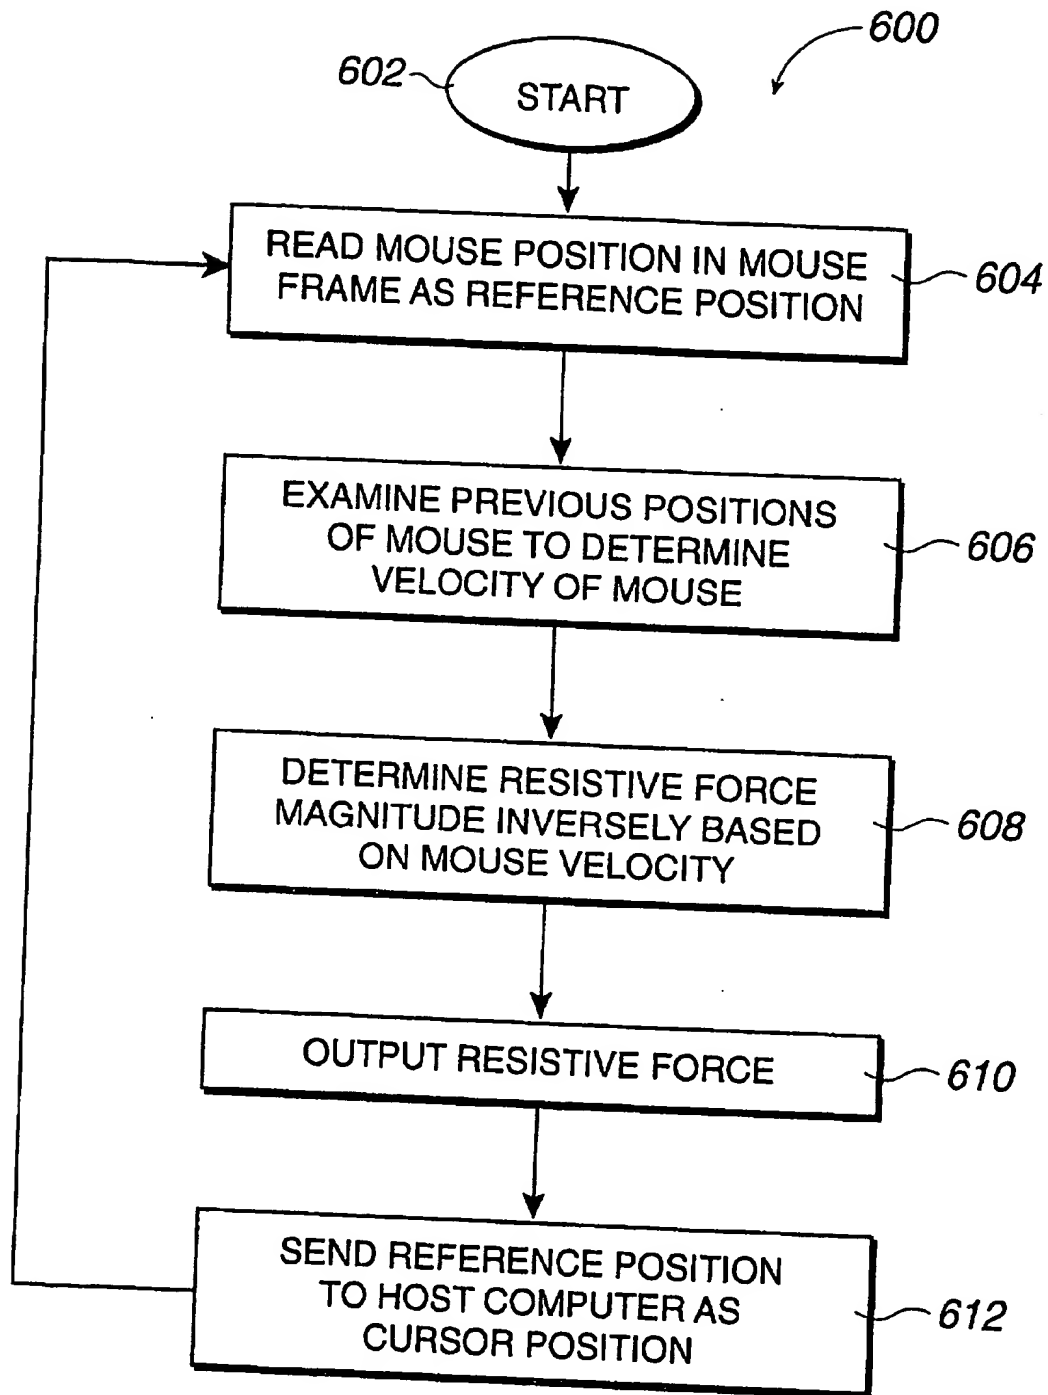 600
602
START
READ MOUSE POSITION IN MOUSE
FRAME AS REFERENCE POSITION
604
EXAMINE PREVIOUS POSITIONS
OF MOUSE TO DETERMINE
VELOCITY OF MOUSE
606
DETERMINE RESISTIVE FORCE
MAGNITUDE INVERSELY BASED
ON MOUSE VELOCITY
608
OUTPUT RESISTIVE FORCE
610
SEND REFERENCE POSITION
TO HOST COMPUTER AS
CURSOR POSITION
612